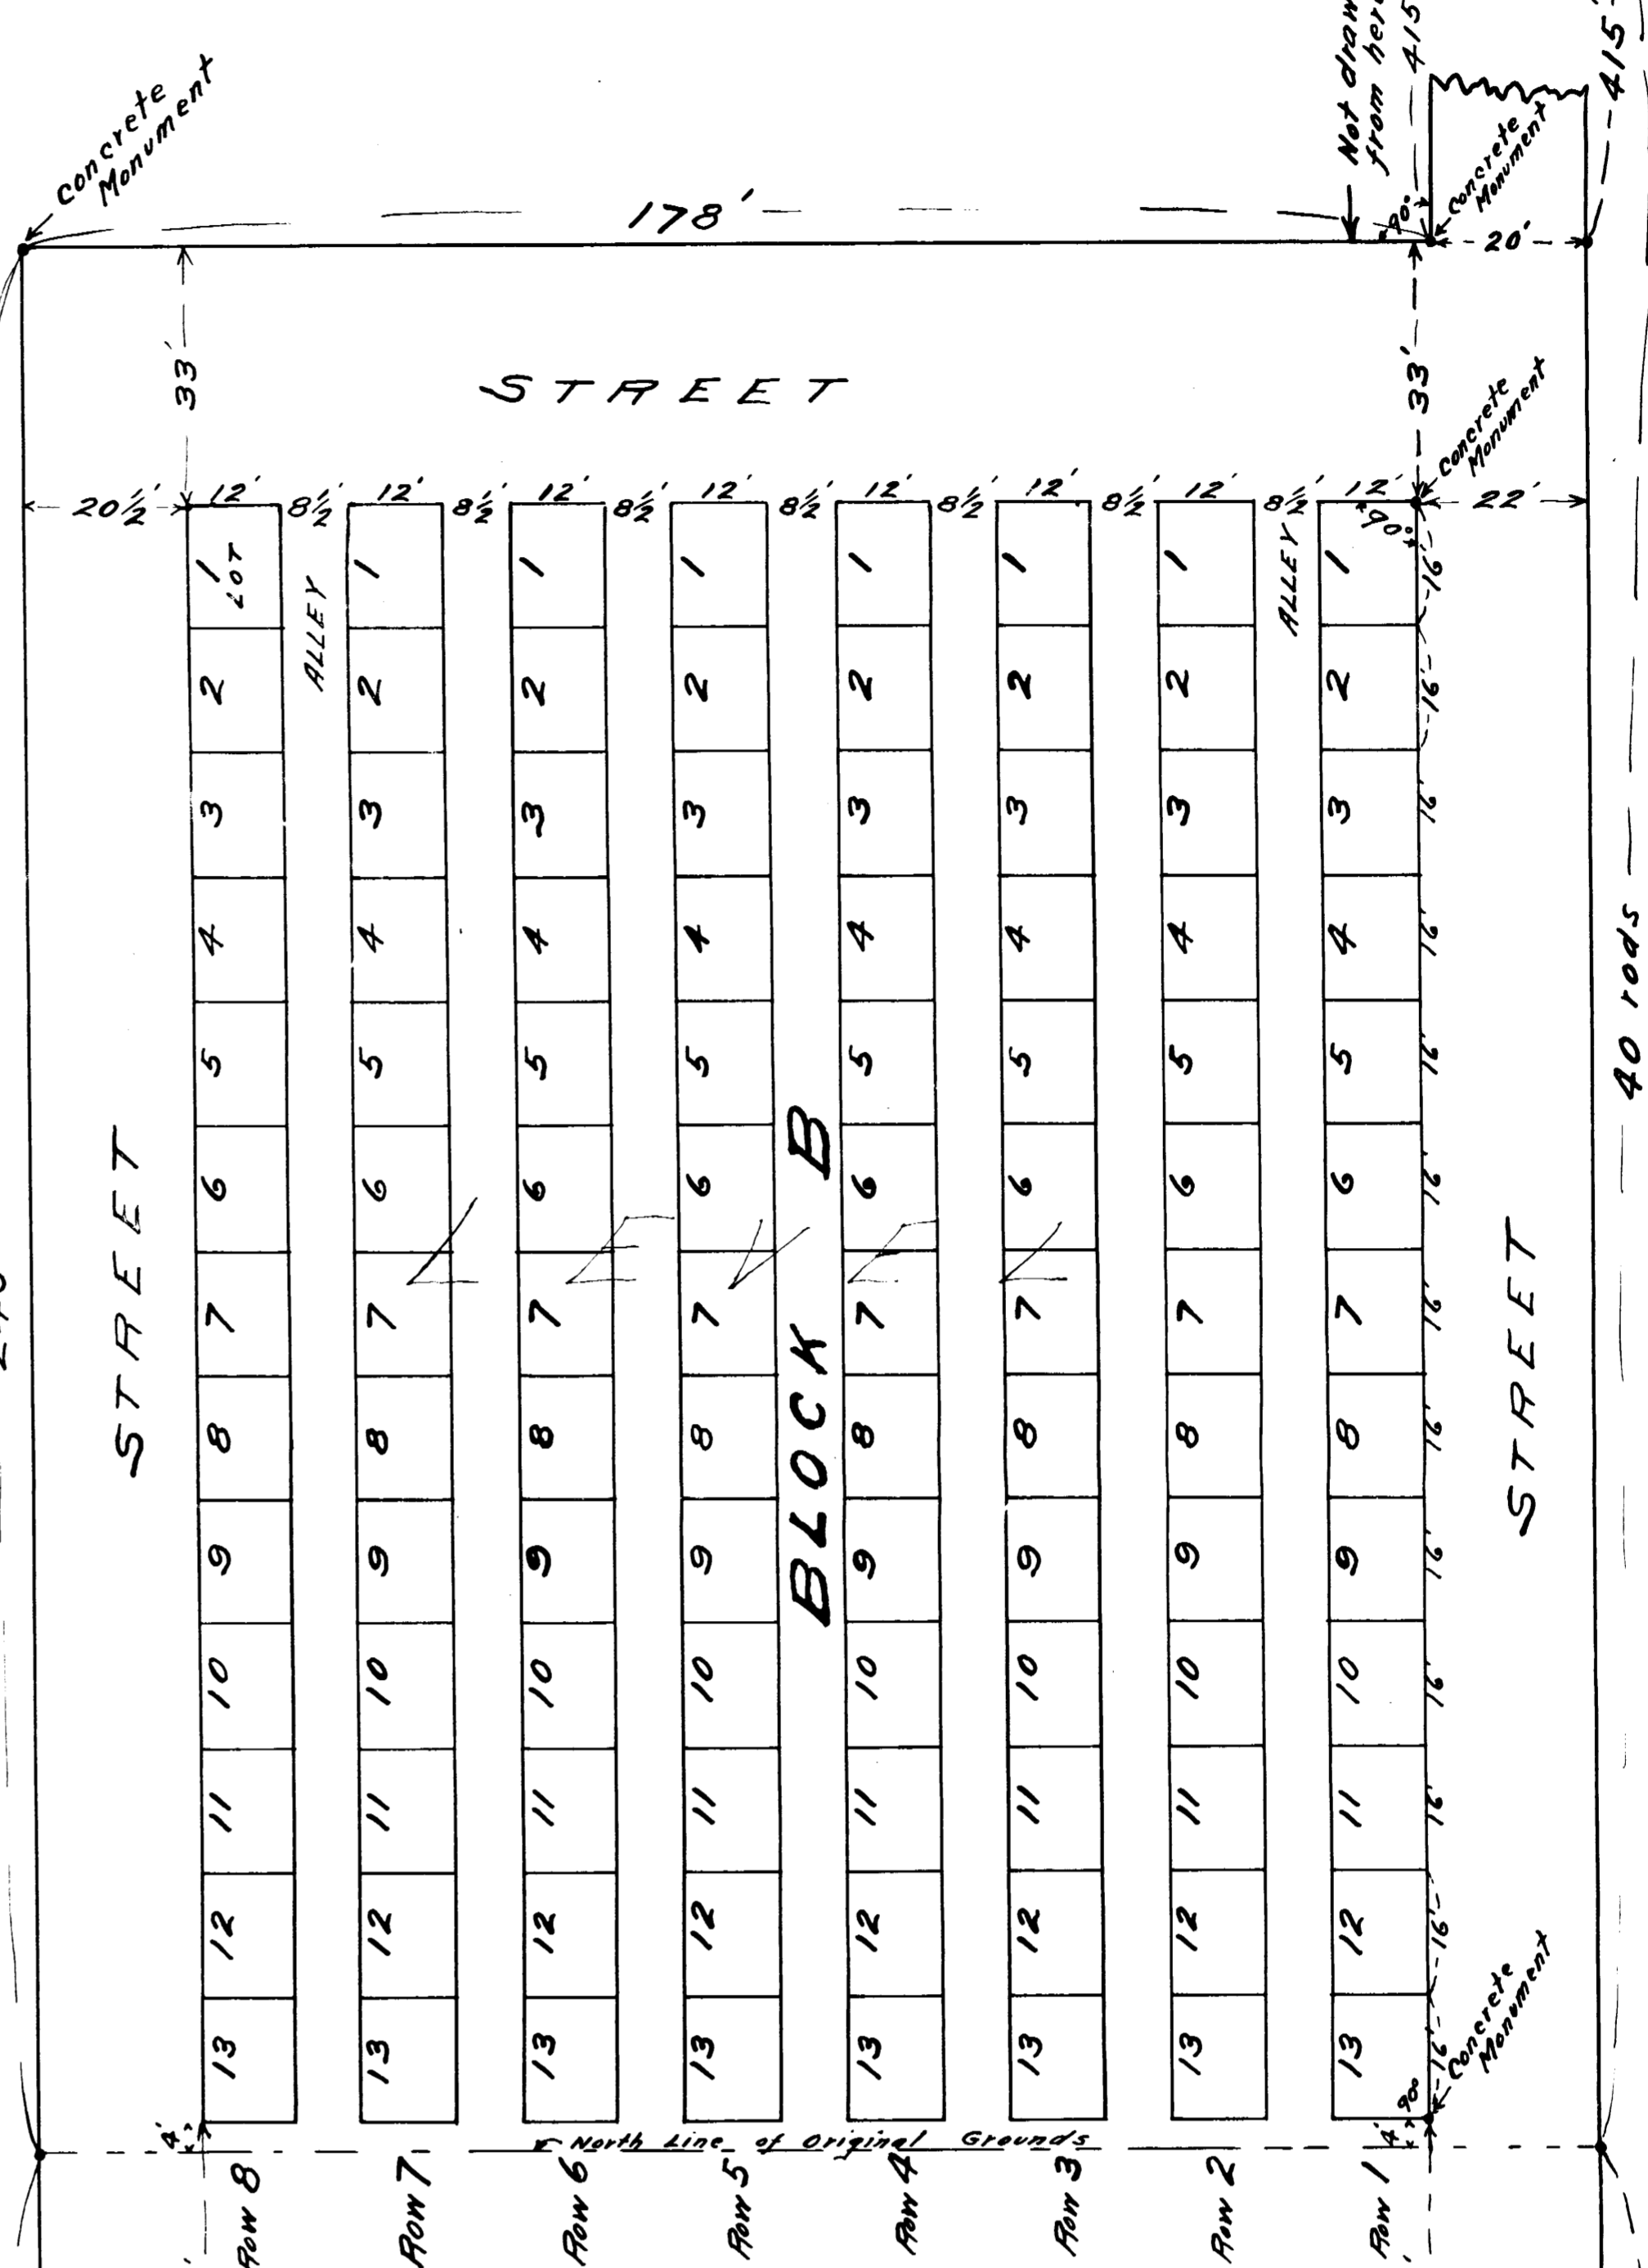 Concrete
Monument
178'
Not
from
415
415'
Concrete
Monument
90°
20'
33'
33'
STREET
Concrete
Monument
20½' 12' 8½' 12' 8½' 12' 8½' 12' 8½' 12' 8½' 12' 8½' 12' 8½' 12' 22'
90°
1 LOT 1 1 1 1 1 1 1 16'
ALLEY ALLEY
2 2 2 2 2 2 2 2 16'
3 3 3 3 3 3 3 3 16'
4 4 4 4 4 4 4 4 16'
40 rods
5 5 5 5 5 5 5 5 16'
6 6 6 6 6 6 6 6 16'
STREET
LEVEL
BLOCK B
STREET
7 7 7 7 7 7 7 7 16'
8 8 8 8 8 8 8 8 16'
9 9 9 9 9 9 9 9 16'
10 10 10 10 10 10 10 10 16'
11 11 11 11 11 11 11 11 16'
12 12 12 12 12 12 12 12 16'
13 13 13 13 13 13 13 13 16'
Concrete
Monument
90°
4' 4'
North Line of Original Grounds
Row 8 Row 7 Row 6 Row 5 Row 4 Row 3 Row 2 Row 1